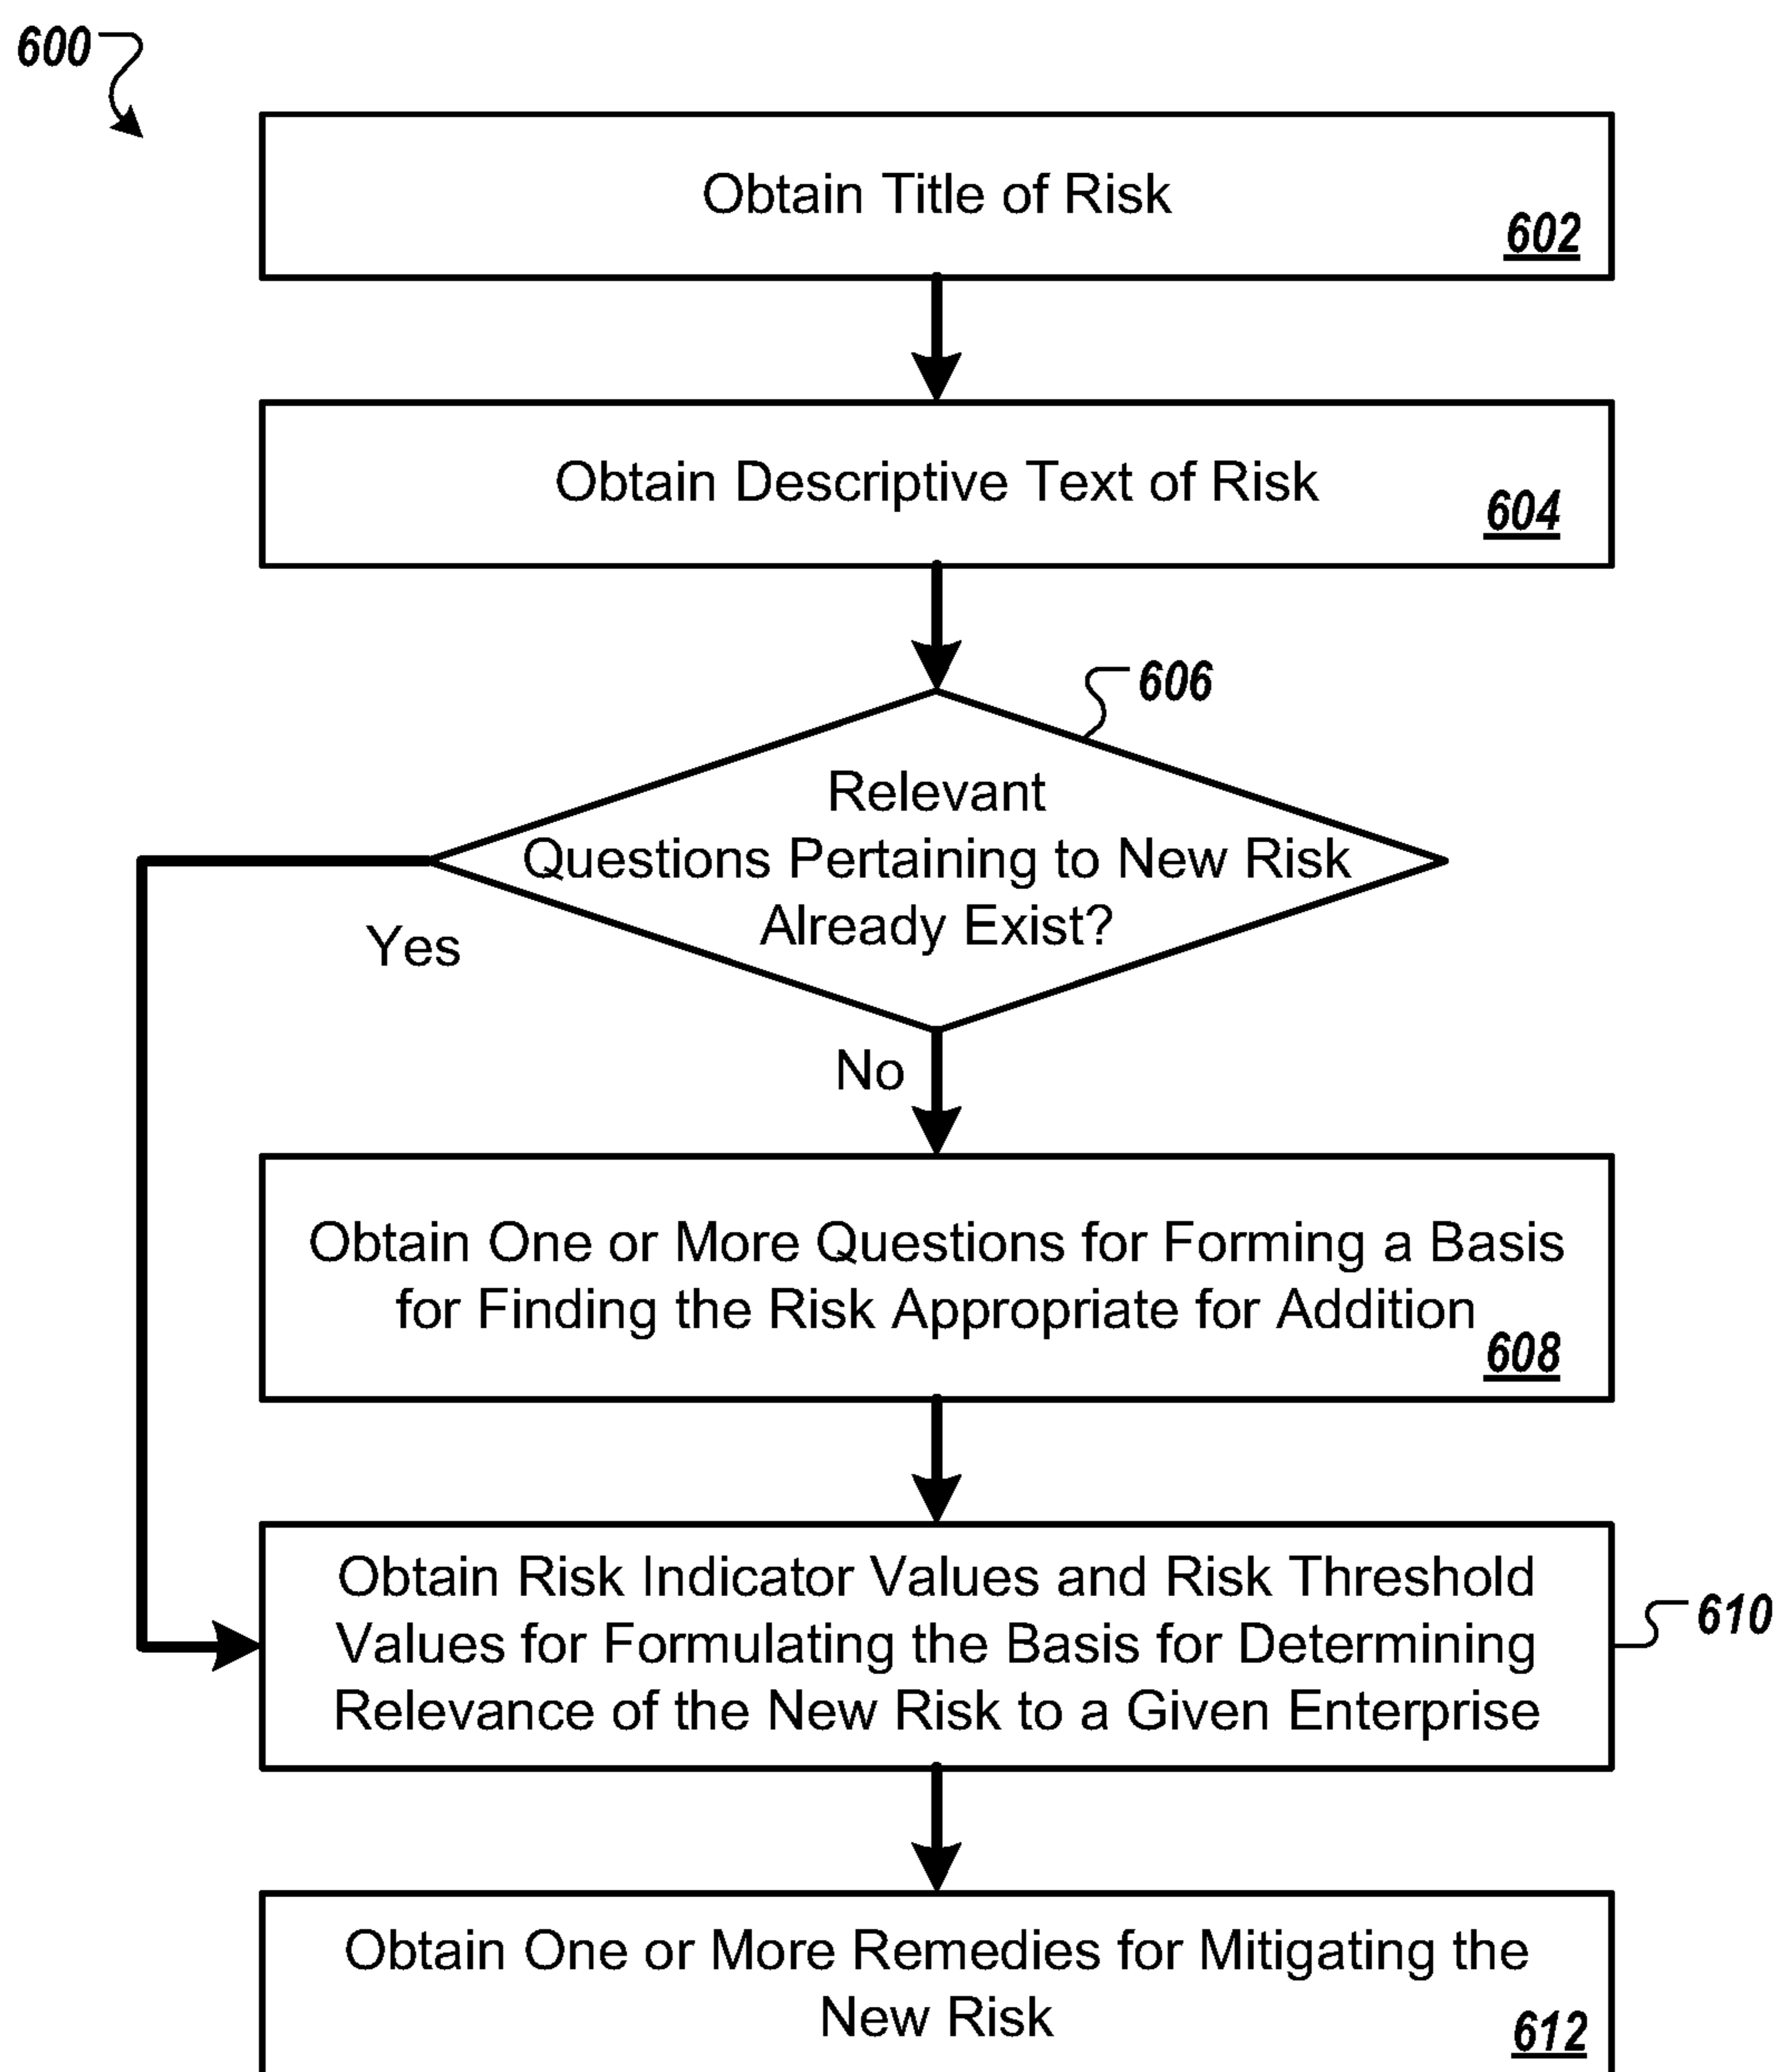 600
Obtain Title of Risk
602
Obtain Descriptive Text of Risk
604
606
Relevant
Questions Pertaining to New Risk
Already Exist?
Yes
No
Obtain One or More Questions for Forming a Basis
for Finding the Risk Appropriate for Addition
608
Obtain Risk Indicator Values and Risk Threshold
Values for Formulating the Basis for Determining
Relevance of the New Risk to a Given Enterprise
610
Obtain One or More Remedies for Mitigating the
New Risk
612